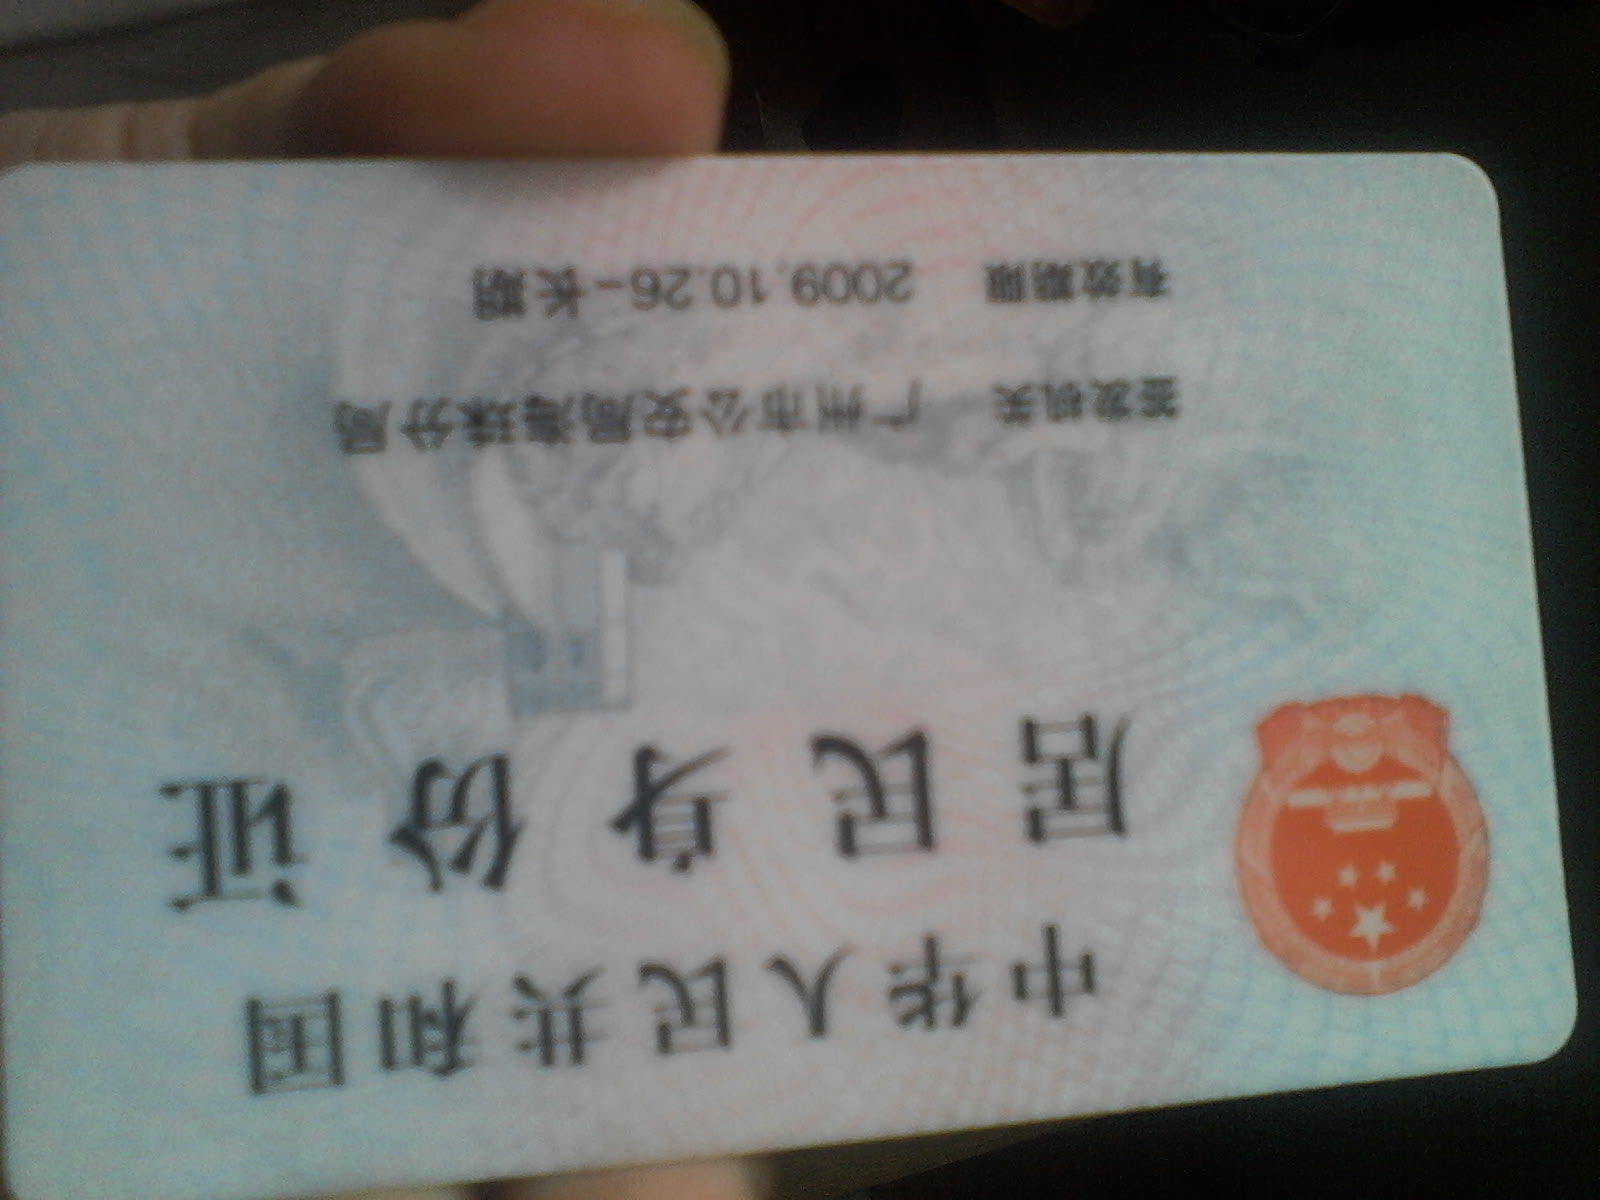 中华人民共和国
居民身份证
签发机关 广州市公安局海珠分局
有效期限 2009.10.26-长期